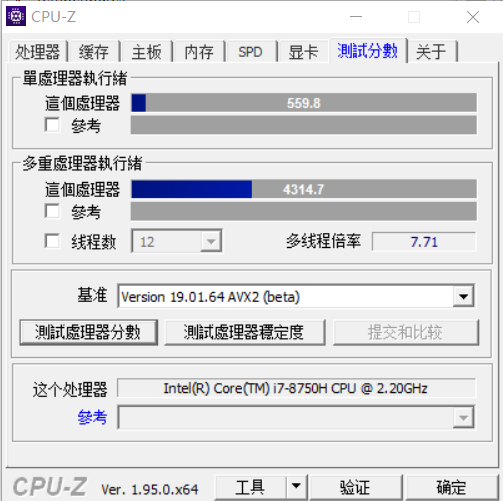 CPU-Z
处理器 缓存 主板 内存 SPD 显卡 測試分數 关于
單處理器執行緒
這個處理器 559.8
參考
多重處理器執行緒
這個處理器 4314.7
參考
线程数 12 多线程倍率 7.71
基准 Version 19.01.64 AVX2 (beta)
測試處理器分數 測試處理器穩定度 提交和比较
这个处理器 Intel(R) Core(TM) i7-8750H CPU @ 2.20GHz
參考
CPU-Z Ver. 1.95.0.x64 工具 验证 确定